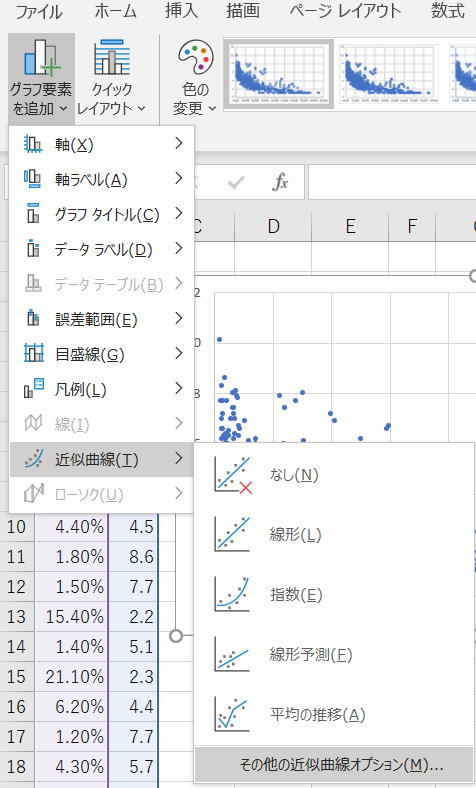 ファイル ホーム 挿入 描画 ページ レイアウト 数式
グラフ要素 クイック 色の
を追加 レイアウト 変更
軸(X)
軸ラベル(A)
fx
グラフ タイトル(C)
C D E F
データ ラベル(D)
データ テーブル(B)
2
誤差範囲(E)
目盛線(G)
0
凡例(L)
8
線(I)
近似曲線(T)
なし(N)
ローソク(U)
10 4.40% 4.5
線形(L)
11 1.80% 8.6
12 1.50% 7.7
指数(E)
13 15.40% 2.2
14 1.40% 5.1
線形予測(F)
15 21.10% 2.3
16 6.20% 4.4
平均の推移(A)
17 1.20% 7.7
18 4.30% 5.7
その他の近似曲線オプション(M)...